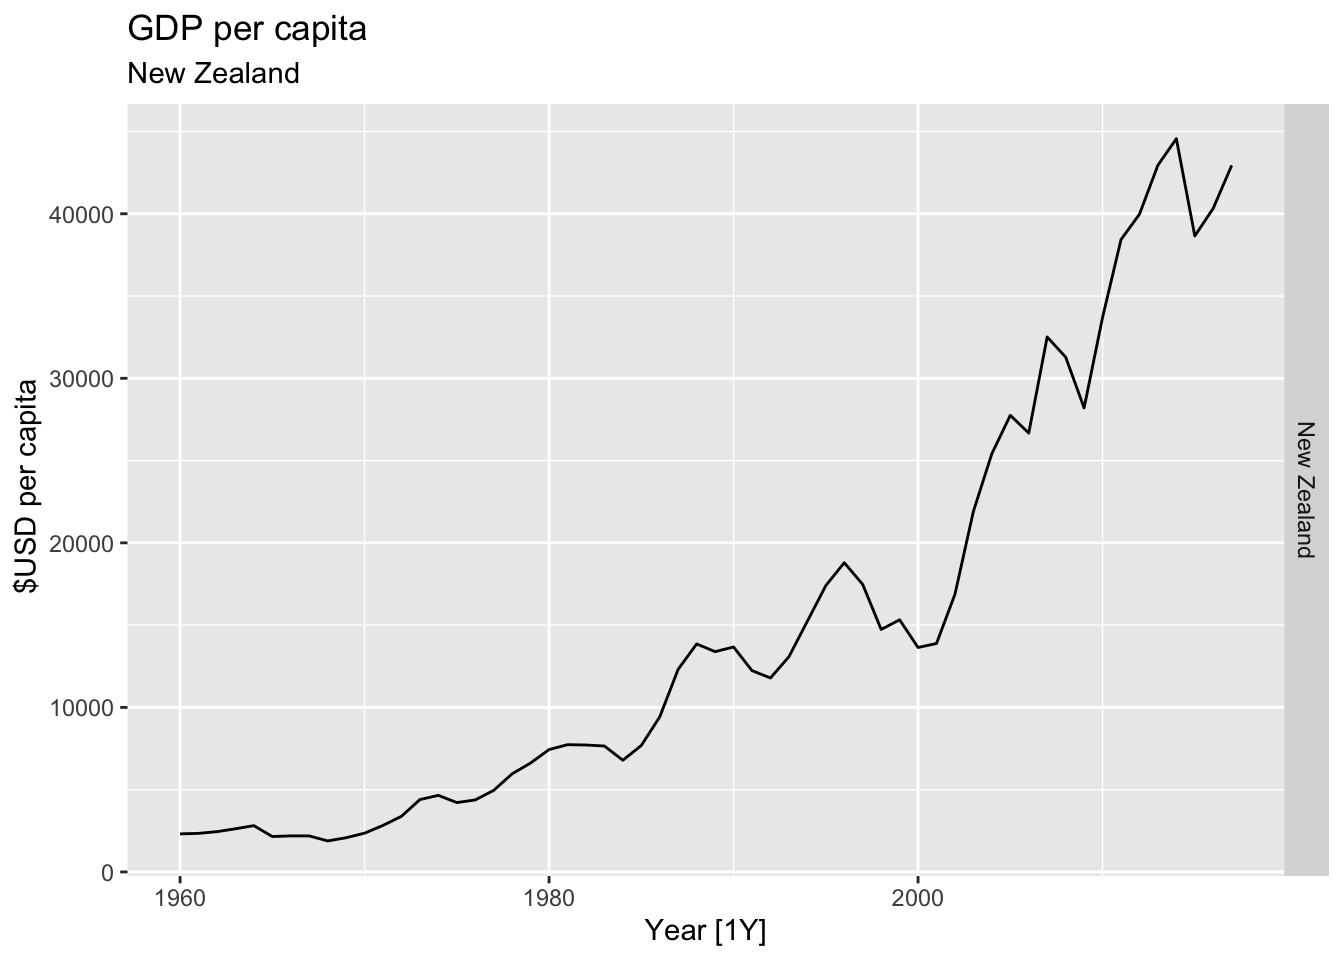 GDP per capita
New Zealand
$USD per capita
40000
30000
20000
10000
0
New Zealand
1960
1980
2000
Year [1Y]